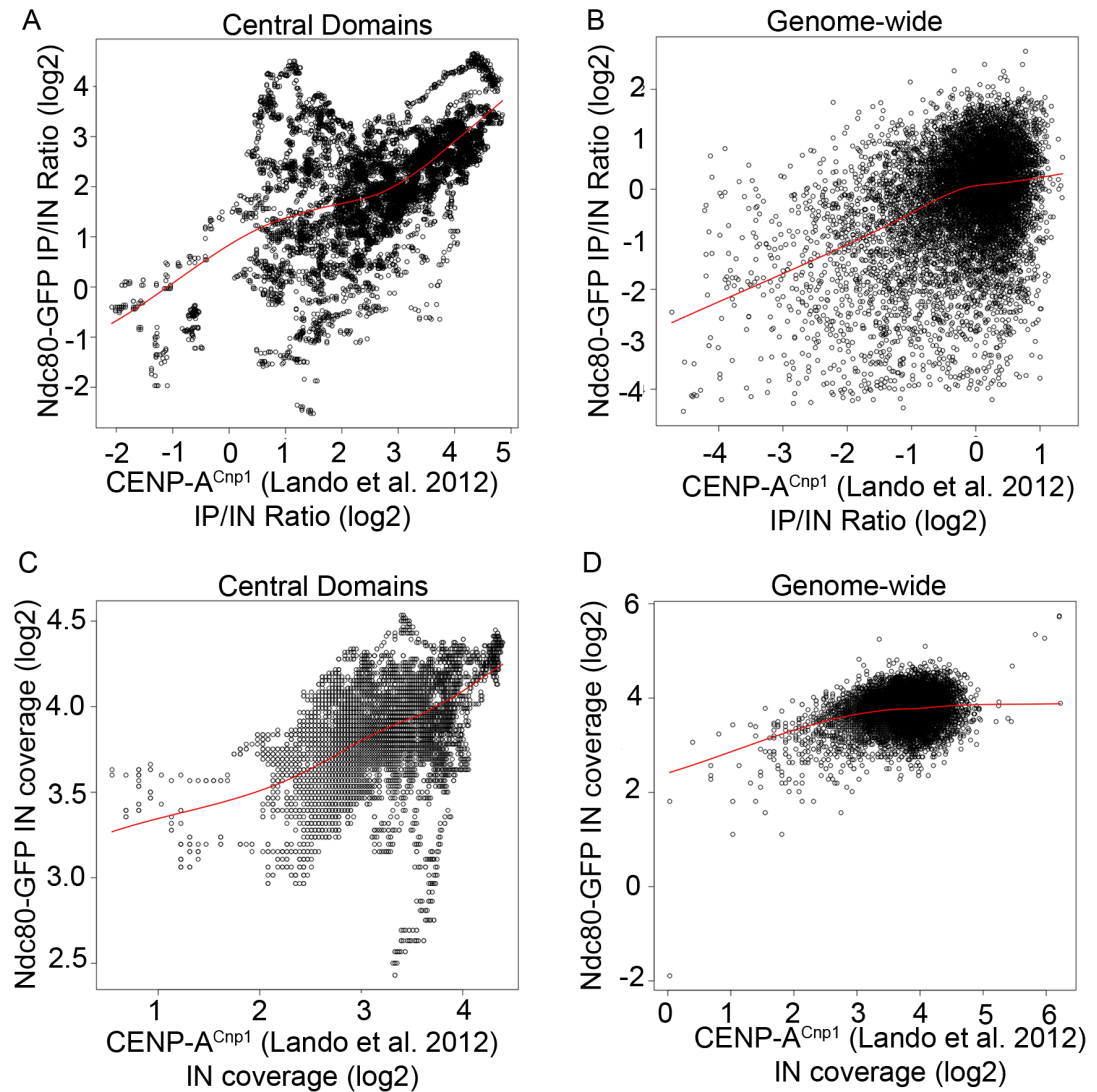 A
Central Domains
Ndc80-GFP IP/IN Ratio (log2)
4
3
2
1
0
-1
-2
-2 -1 0 1 2 3 4 5
CENP-A^Cnp1 (Lando et al. 2012)
IP/IN Ratio (log2)
B
Genome-wide
Ndc80-GFP IP/IN Ratio (log2)
2
1
0
-1
-2
-3
-4
-4 -3 -2 -1 0 1
CENP-A^Cnp1 (Lando et al. 2012)
IP/IN Ratio (log2)
C
Central Domains
Ndc80-GFP IN coverage (log2)
4.5
4.0
3.5
3.0
2.5
1 2 3 4
CENP-A^Cnp1 (Lando et al. 2012)
IN coverage (log2)
D
Genome-wide
Ndc80-GFP IN coverage (log2)
6
4
2
0
-2
0 1 2 3 4 5 6
CENP-A^Cnp1 (Lando et al. 2012)
IN coverage (log2)